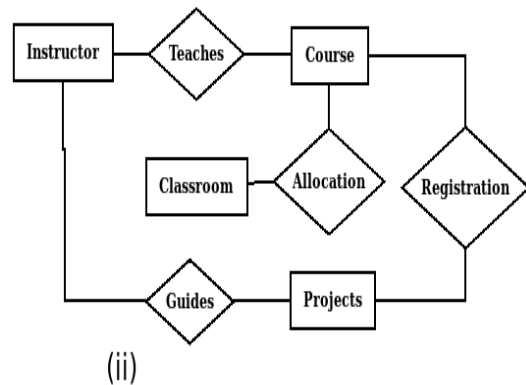 Instructor
Teaches
Course
Classroom
Allocation
Registration
Guides
Projects
(ii)